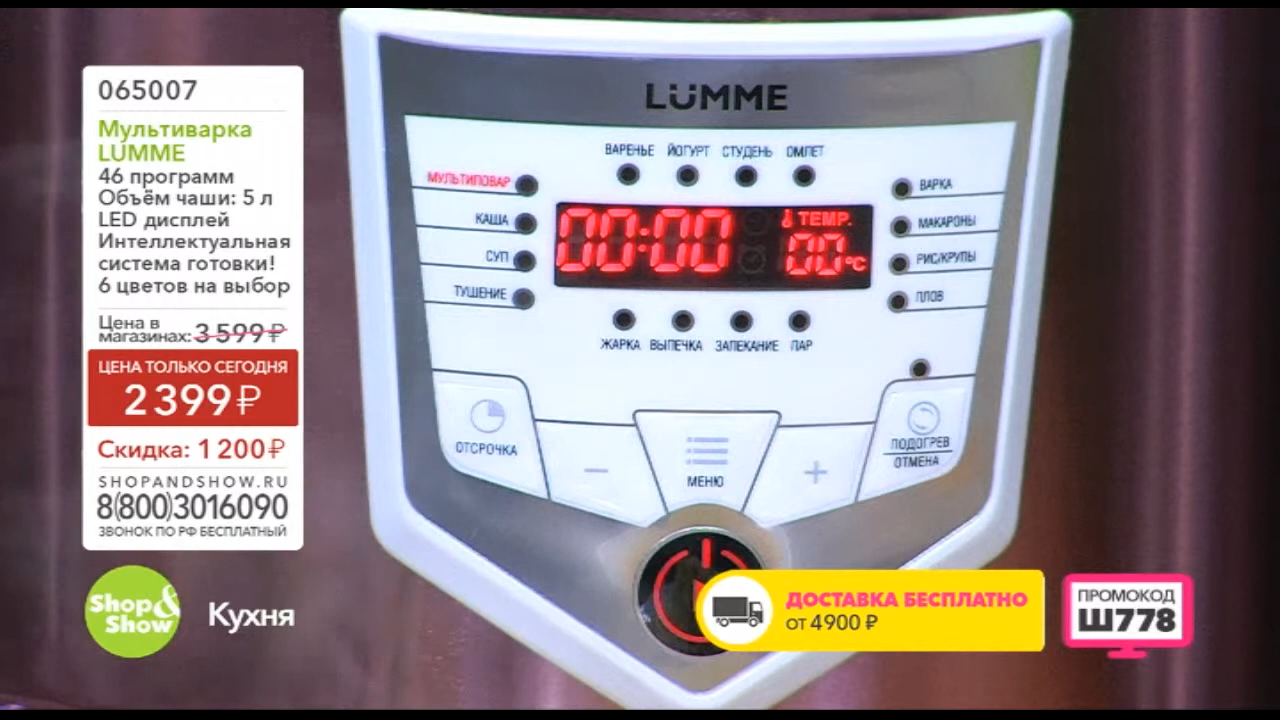 065007
Мультиварка
LUMME
46 программ
Объём чаши: 5 л
LED дисплей
Интеллектуальная
система готовки!
6 цветов на выбор
Цена в
магазинах: 3 599 ₽
ЦЕНА ТОЛЬКО СЕГОДНЯ
2 399 ₽
Скидка: 1 200 ₽
SHOPANDSHOW.RU
8(800)3016090
ЗВОНОК ПО РФ БЕСПЛАТНЫЙ
Shop&
Show
Кухня
LUMME
ВАРЕНЬЕ ЙОГУРТ СТУДЕНЬ ОМЛЕТ
МУЛЬТИПОВАР
КАША
СУП
ТУШЕНИЕ
00:00
TEMP.
00°C
ВАРКА
МАКАРОНЫ
РИС/КРУПЫ
ПЛОВ
ЖАРКА ВЫПЕЧКА ЗАПЕКАНИЕ ПАР
ОТСРОЧКА
−
МЕНЮ
+
ПОДОГРЕВ
ОТМЕНА
ДОСТАВКА БЕСПЛАТНО
от 4900 ₽
ПРОМОКОД
Ш778